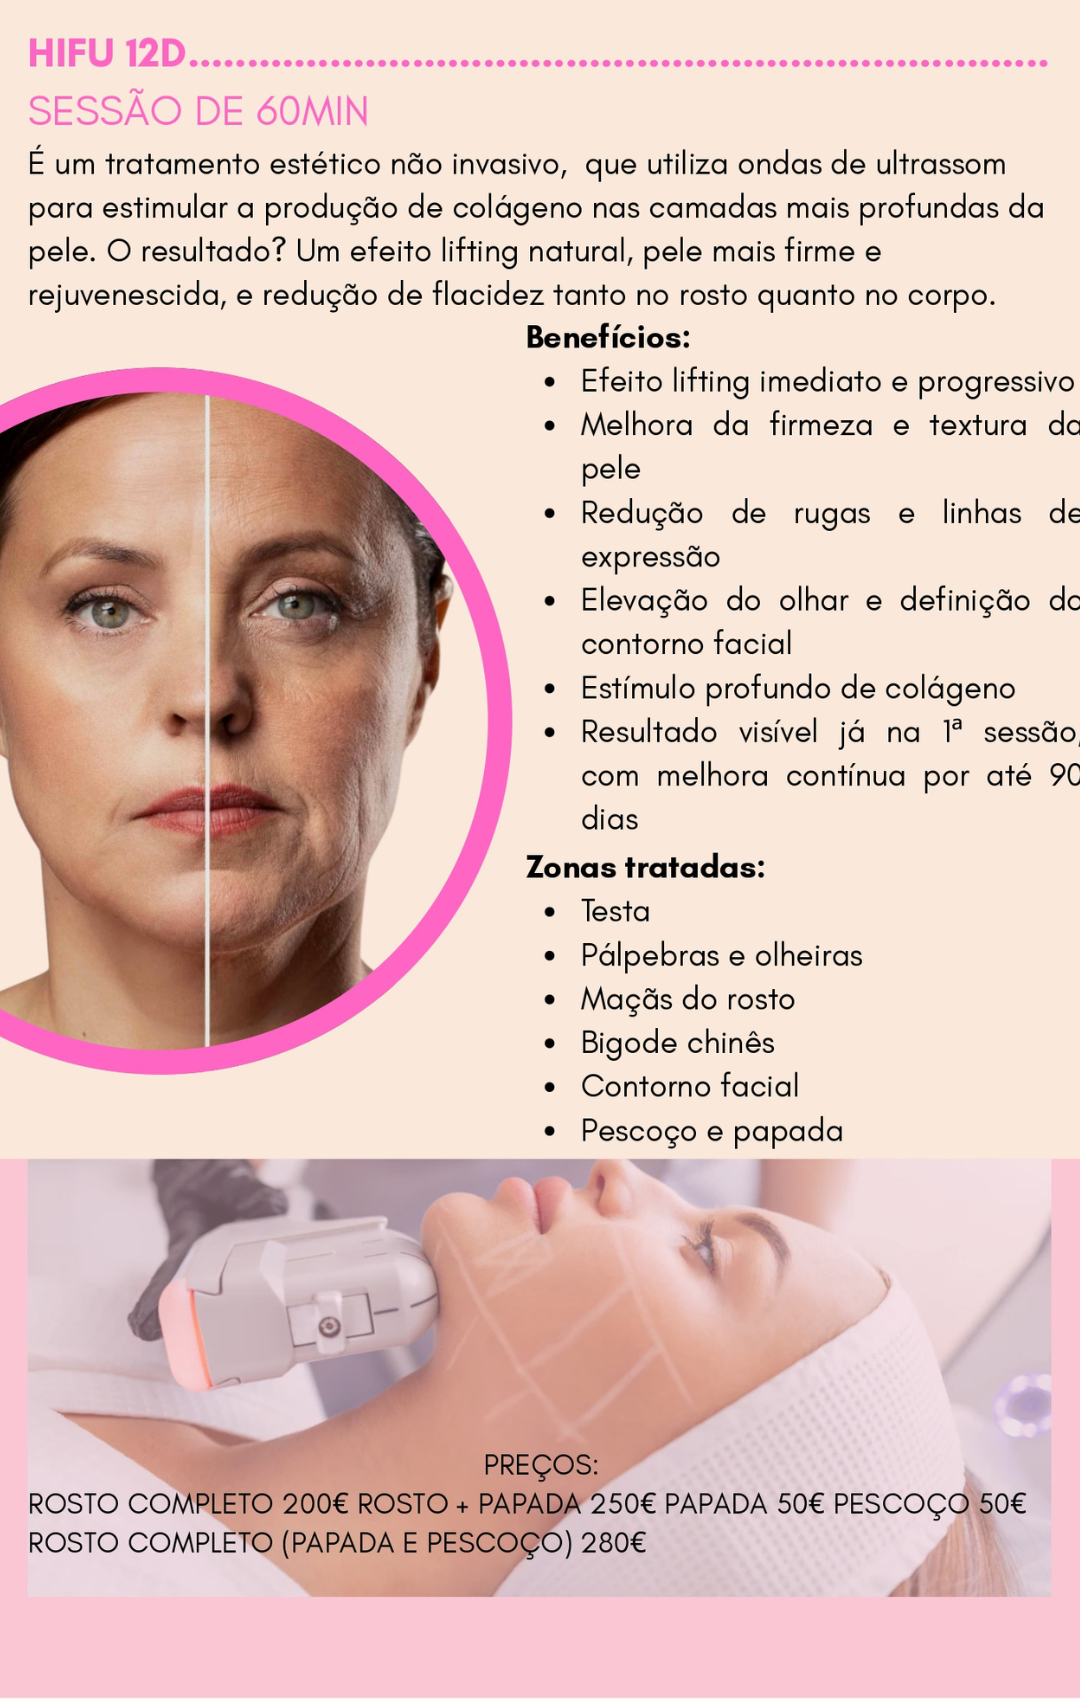 HIFU 12D........................................................................
SESSÃO DE 60MIN
É um tratamento estético não invasivo,  que utiliza ondas de ultrassom
para estimular a produção de colágeno nas camadas mais profundas da
pele. O resultado? Um efeito lifting natural, pele mais firme e
rejuvenescida, e redução de flacidez tanto no rosto quanto no corpo.
Benefícios:
• Efeito lifting imediato e progressivo
• Melhora da firmeza e textura da
pele
• Redução de rugas e linhas de
expressão
• Elevação do olhar e definição do
contorno facial
• Estímulo profundo de colágeno
• Resultado visível já na 1ª sessão,
com melhora contínua por até 90
dias
Zonas tratadas:
• Testa
• Pálpebras e olheiras
• Maçãs do rosto
• Bigode chinês
• Contorno facial
• Pescoço e papada
PREÇOS:
ROSTO COMPLETO 200€ ROSTO + PAPADA 250€ PAPADA 50€ PESCOÇO 50€
ROSTO COMPLETO (PAPADA E PESCOÇO) 280€